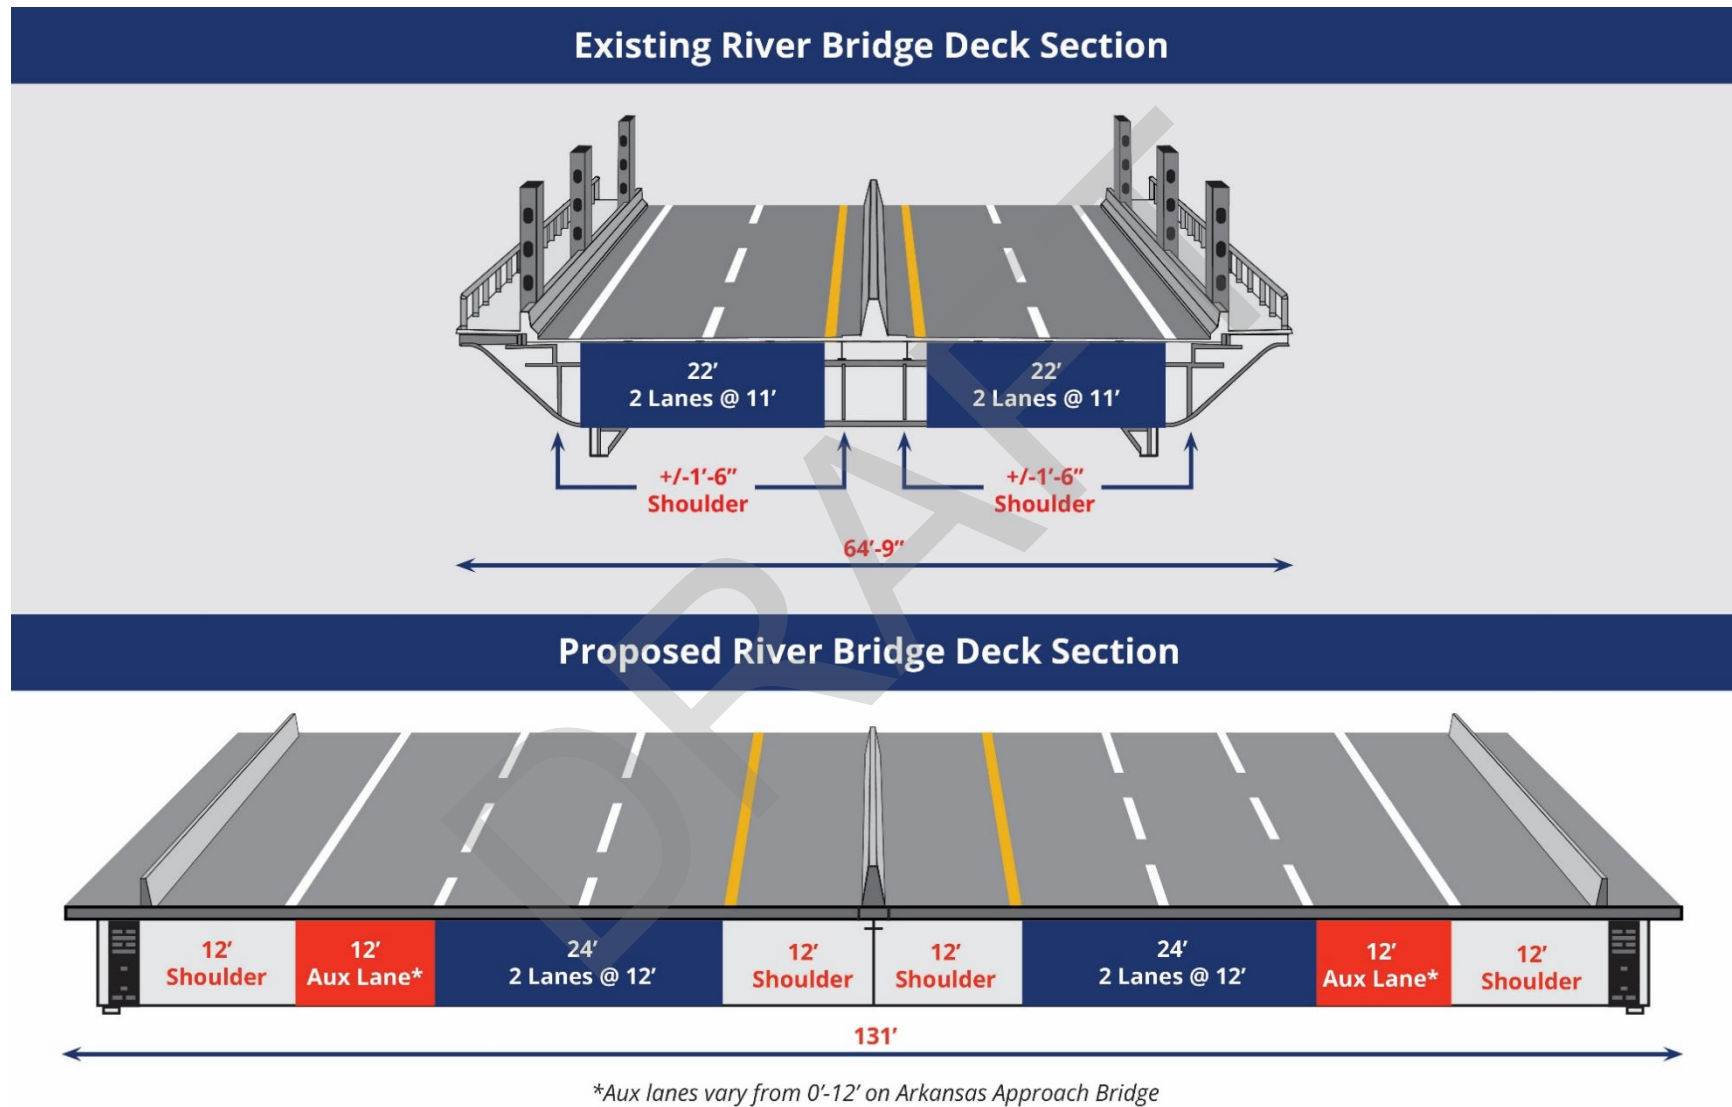 Existing River Bridge Deck Section
22’
2 Lanes @ 11’
22’
2 Lanes @ 11’
+/-1’-6”
Shoulder
+/-1’-6”
Shoulder
64’-9”
Proposed River Bridge Deck Section
12’
Shoulder
12’
Aux Lane*
24’
2 Lanes @ 12’
12’
Shoulder
12’
Shoulder
24’
2 Lanes @ 12’
12’
Aux Lane*
12’
Shoulder
131’
*Aux lanes vary from 0’-12’ on Arkansas Approach Bridge
DRAFT